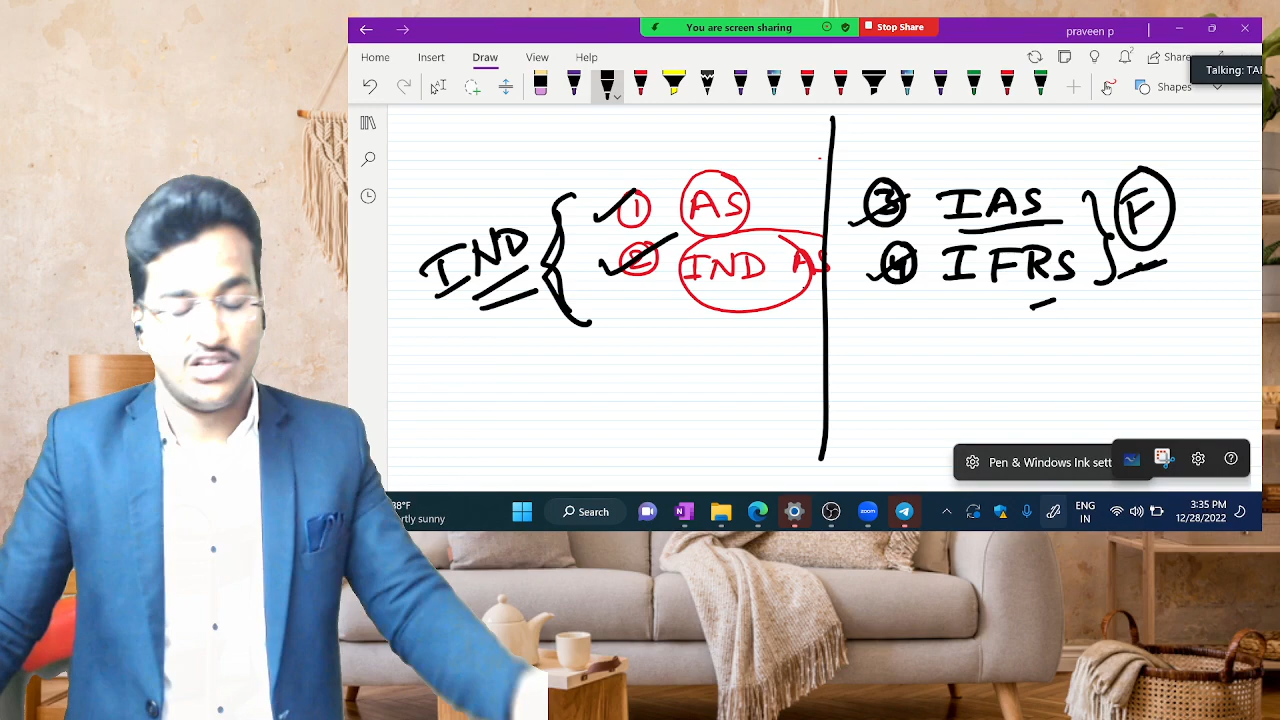 You are screen sharing
Stop Share
praveen p
Home Insert Draw View Help
Share
Talking: TAI
Shapes
IND
1 AS
2 IND AS
3 IAS
4 IFRS
F
Pen & Windows Ink sett
38°F
rtly sunny
Search
zoom
ENG
IN
3:35 PM
12/28/2022